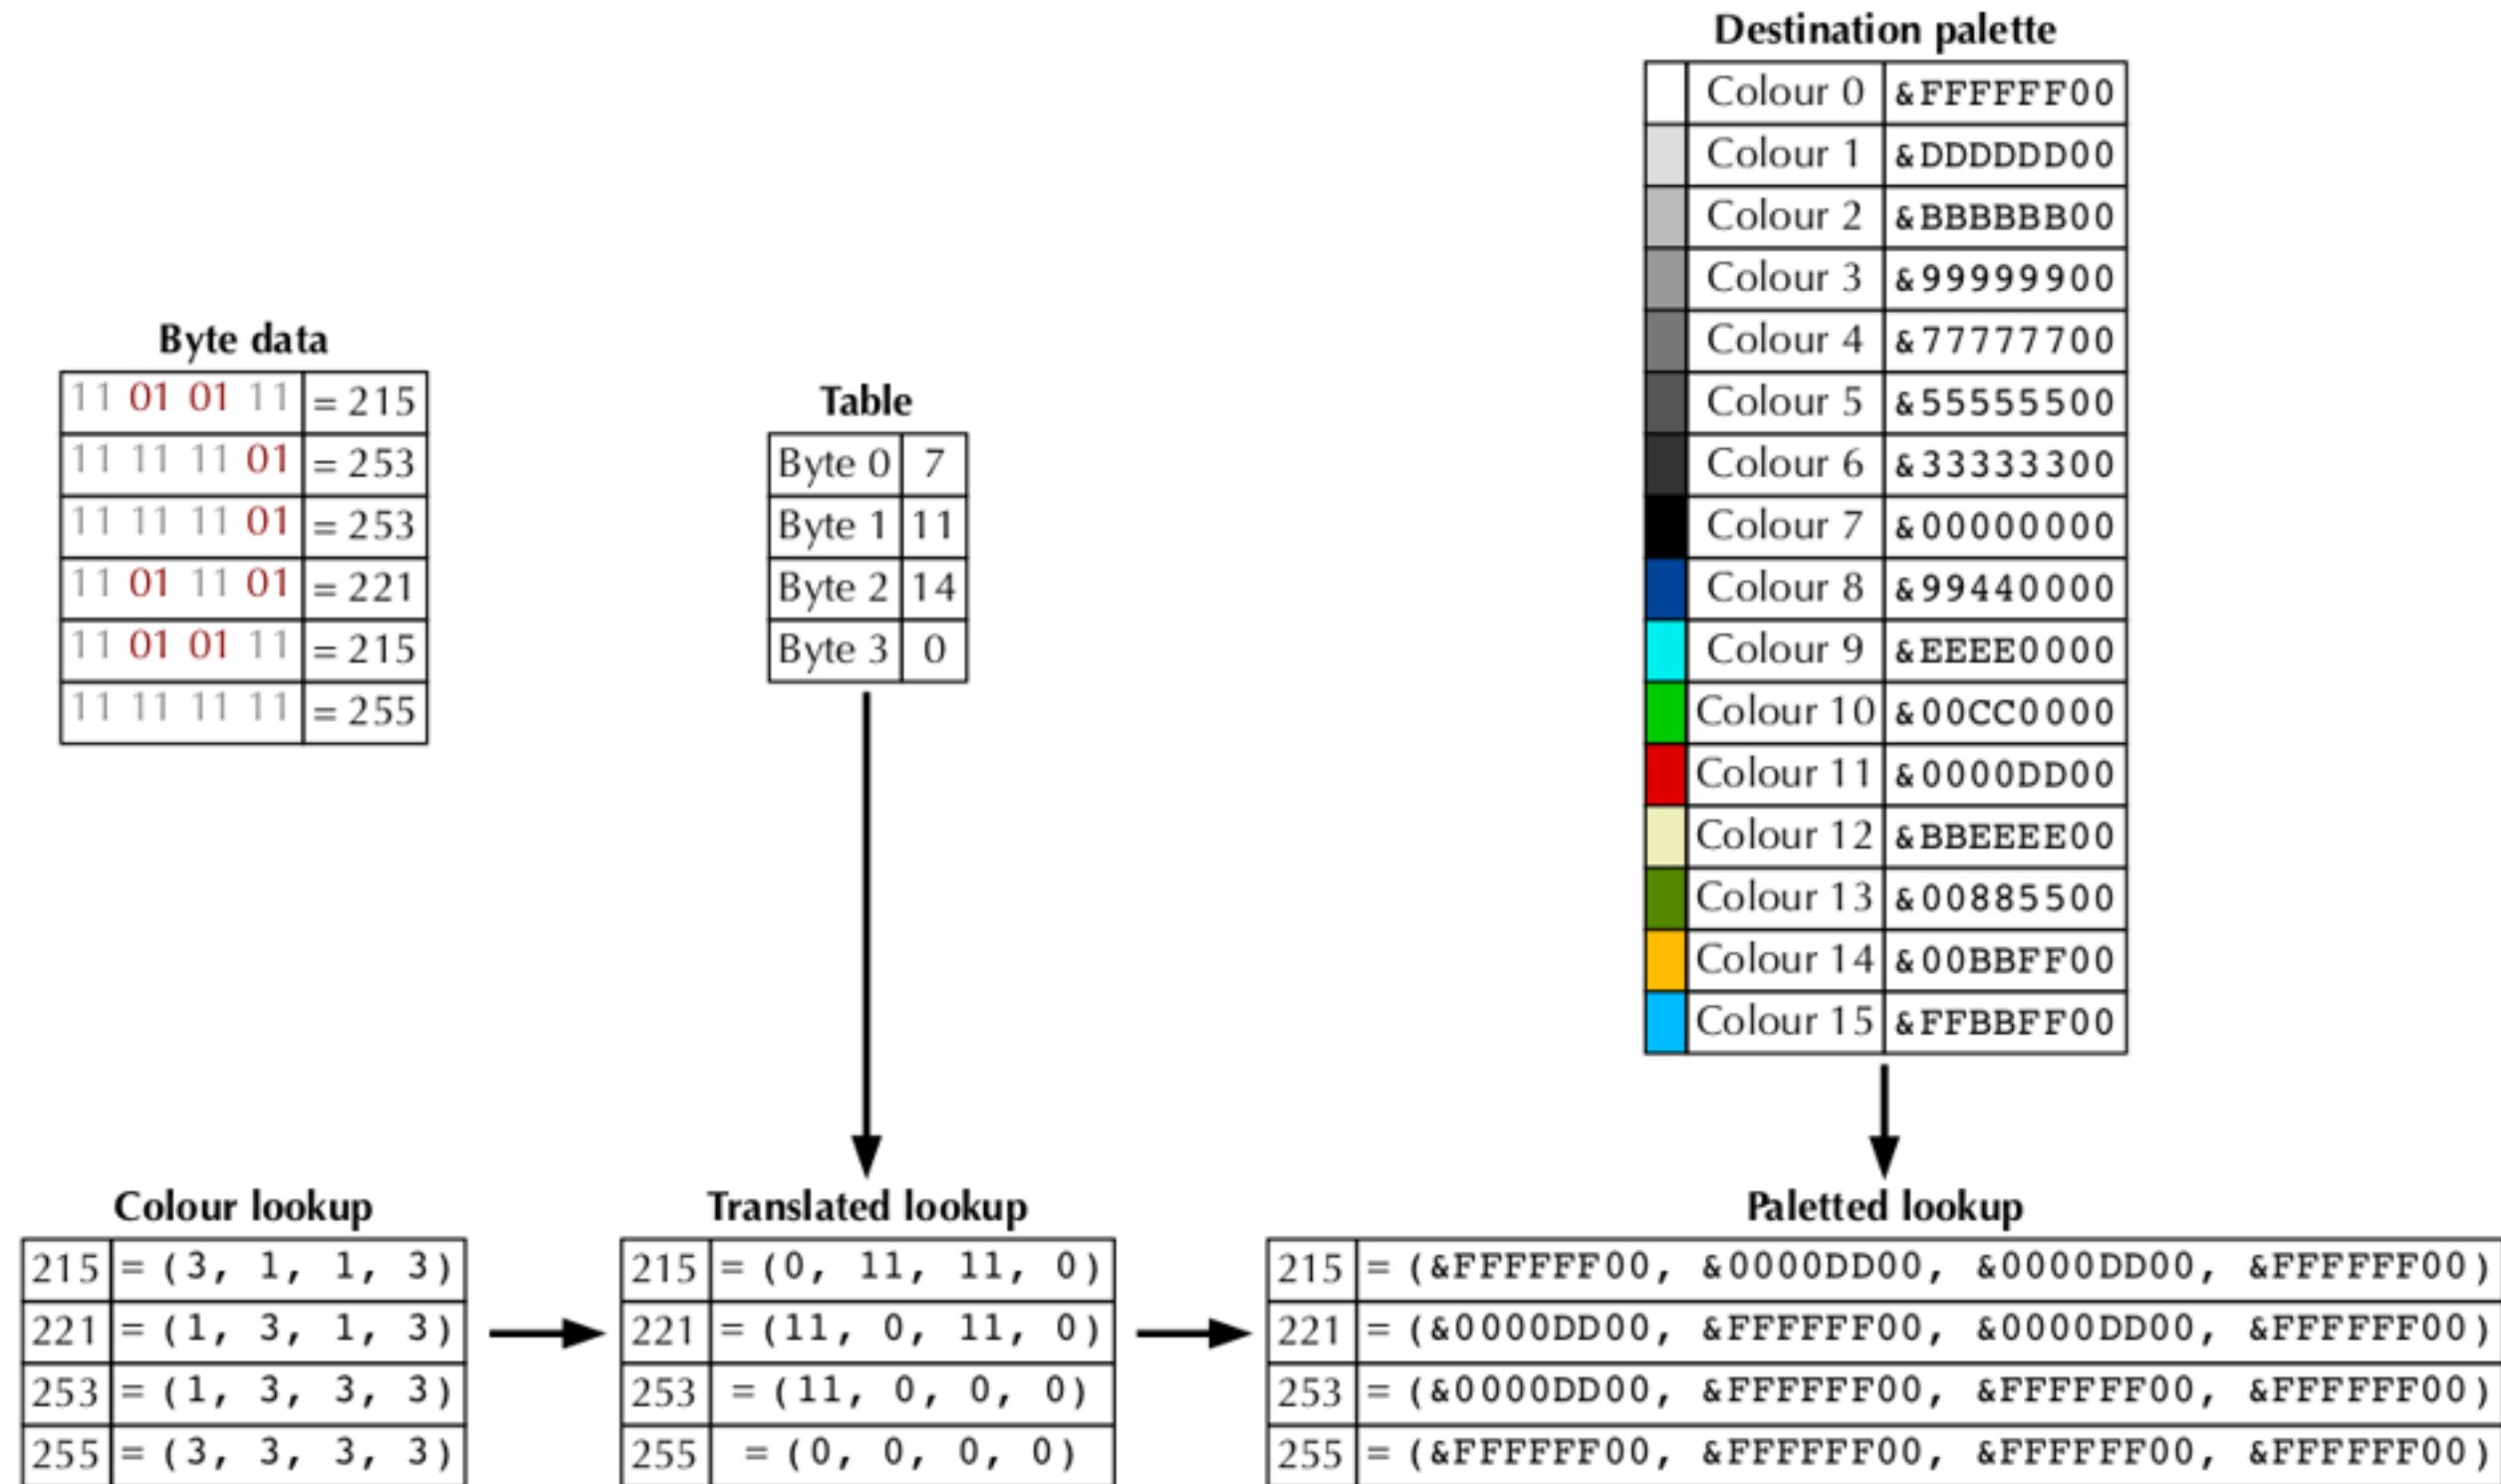 Destination palette
Colour 0 &FFFFFF00
Colour 1 &DDDDDD00
Colour 2 &BBBBBB00
Colour 3 &99999900
Colour 4 &77777700
Colour 5 &55555500
Colour 6 &33333300
Colour 7 &00000000
Colour 8 &99440000
Colour 9 &EEEE0000
Colour 10 &00CC0000
Colour 11 &0000DD00
Colour 12 &BBEEEE00
Colour 13 &00885500
Colour 14 &00BBFF00
Colour 15 &FFBBFF00
Byte data
11 01 01 11 = 215
11 11 11 01 = 253
11 11 11 01 = 253
11 01 11 01 = 221
11 01 01 11 = 215
11 11 11 11 = 255
Table
Byte 0 7
Byte 1 11
Byte 2 14
Byte 3 0
Colour lookup
215 = (3, 1, 1, 3)
221 = (1, 3, 1, 3)
253 = (1, 3, 3, 3)
255 = (3, 3, 3, 3)
Translated lookup
215 = (0, 11, 11, 0)
221 = (11, 0, 11, 0)
253 = (11, 0, 0, 0)
255 = (0, 0, 0, 0)
Paletted lookup
215 = (&FFFFFF00, &0000DD00, &0000DD00, &FFFFFF00)
221 = (&0000DD00, &FFFFFF00, &0000DD00, &FFFFFF00)
253 = (&0000DD00, &FFFFFF00, &FFFFFF00, &FFFFFF00)
255 = (&FFFFFF00, &FFFFFF00, &FFFFFF00, &FFFFFF00)